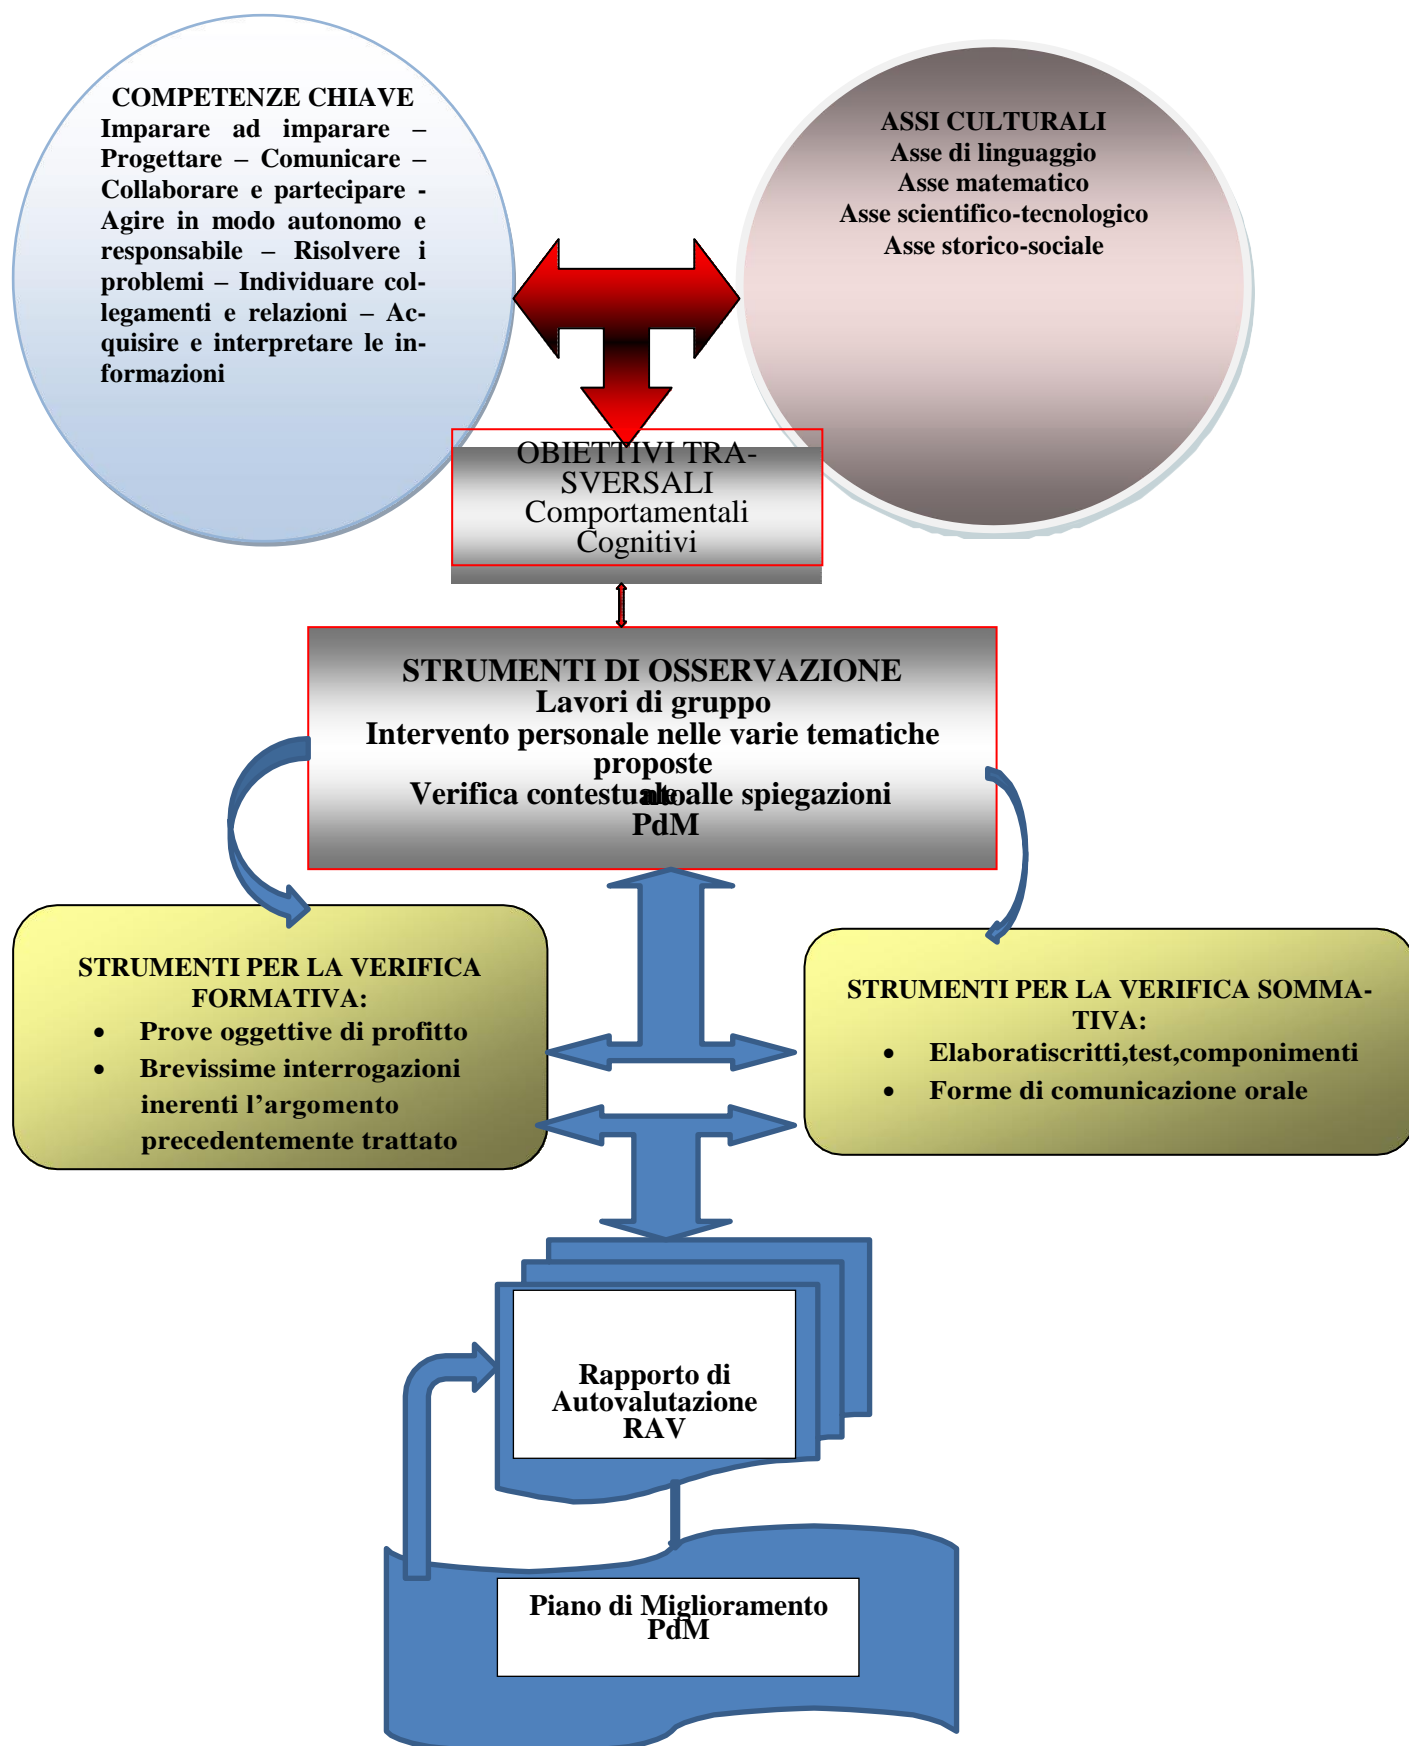 COMPETENZE CHIAVE
Imparare ad imparare –
Progettare – Comunicare –
Collaborare e partecipare -
Agire in modo autonomo e
responsabile – Risolvere i
problemi – Individuare col-
legamenti e relazioni – Ac-
quisire e interpretare le in-
formazioni
ASSI CULTURALI
Asse di linguaggio
Asse matematico
Asse scientifico-tecnologico
Asse storico-sociale
OBIETTIVI TRA-
SVERSALI
Comportamentali
Cognitivi
STRUMENTI DI OSSERVAZIONE
Lavori di gruppo
Intervento personale nelle varie tematiche
proposte
Verifica contestuale alle spiegazioni
PdM
STRUMENTI PER LA VERIFICA
FORMATIVA:
• Prove oggettive di profitto
• Brevissime interrogazioni
inerenti l’argomento
precedentemente trattato
STRUMENTI PER LA VERIFICA SOMMA-
TIVA:
• Elaboratiscritti,test,componimenti
• Forme di comunicazione orale
Rapporto di
Autovalutazione
RAV
Piano di Miglioramento
PdM